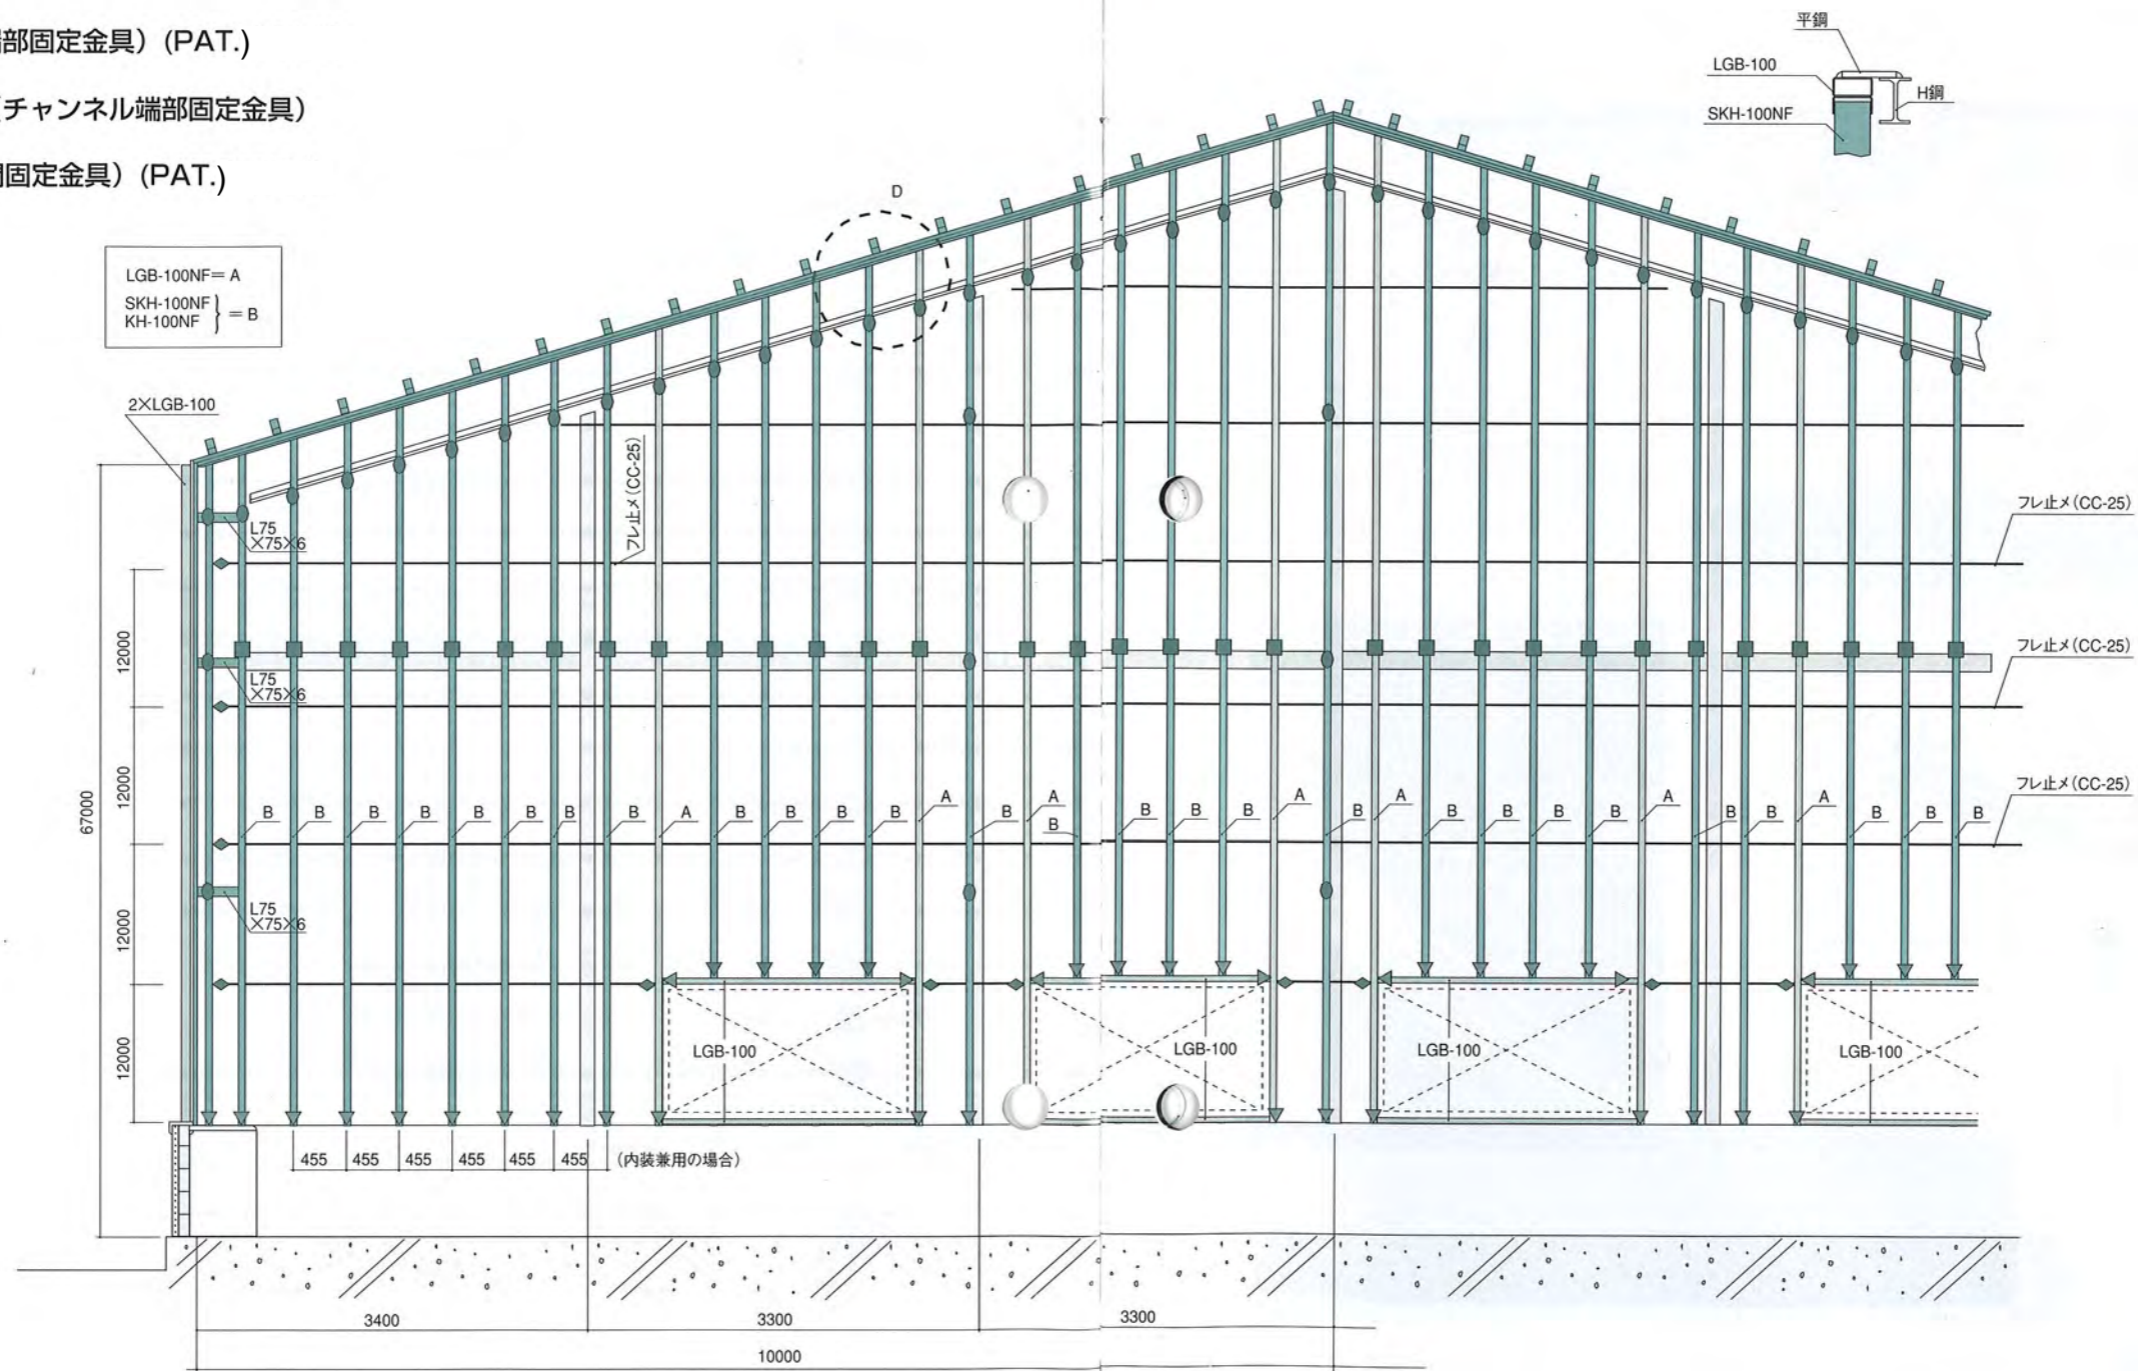 部固定金具）(PAT.)
（チャンネル端部固定金具）
固定金具）(PAT.)
平鋼
LGB-100
H鋼
SKH-100NF
D
LGB-100NF= A
SKH-100NF
KH-100NF
= B
2×LGB-100
フレ止メ(CC-25)
L75
×75×6
フレ止メ(CC-25)
12000
L75
×75×6
フレ止メ(CC-25)
67000
12000
フレ止メ(CC-25)
B B B B B B B B A B B B B A B A B B B B A B A B B B B A B B A B B B
L75
×75×6
12000
12000
LGB-100 LGB-100 LGB-100 LGB-100
455 455 455 455 455 455 (内装兼用の場合)
3400 3300 3300
10000